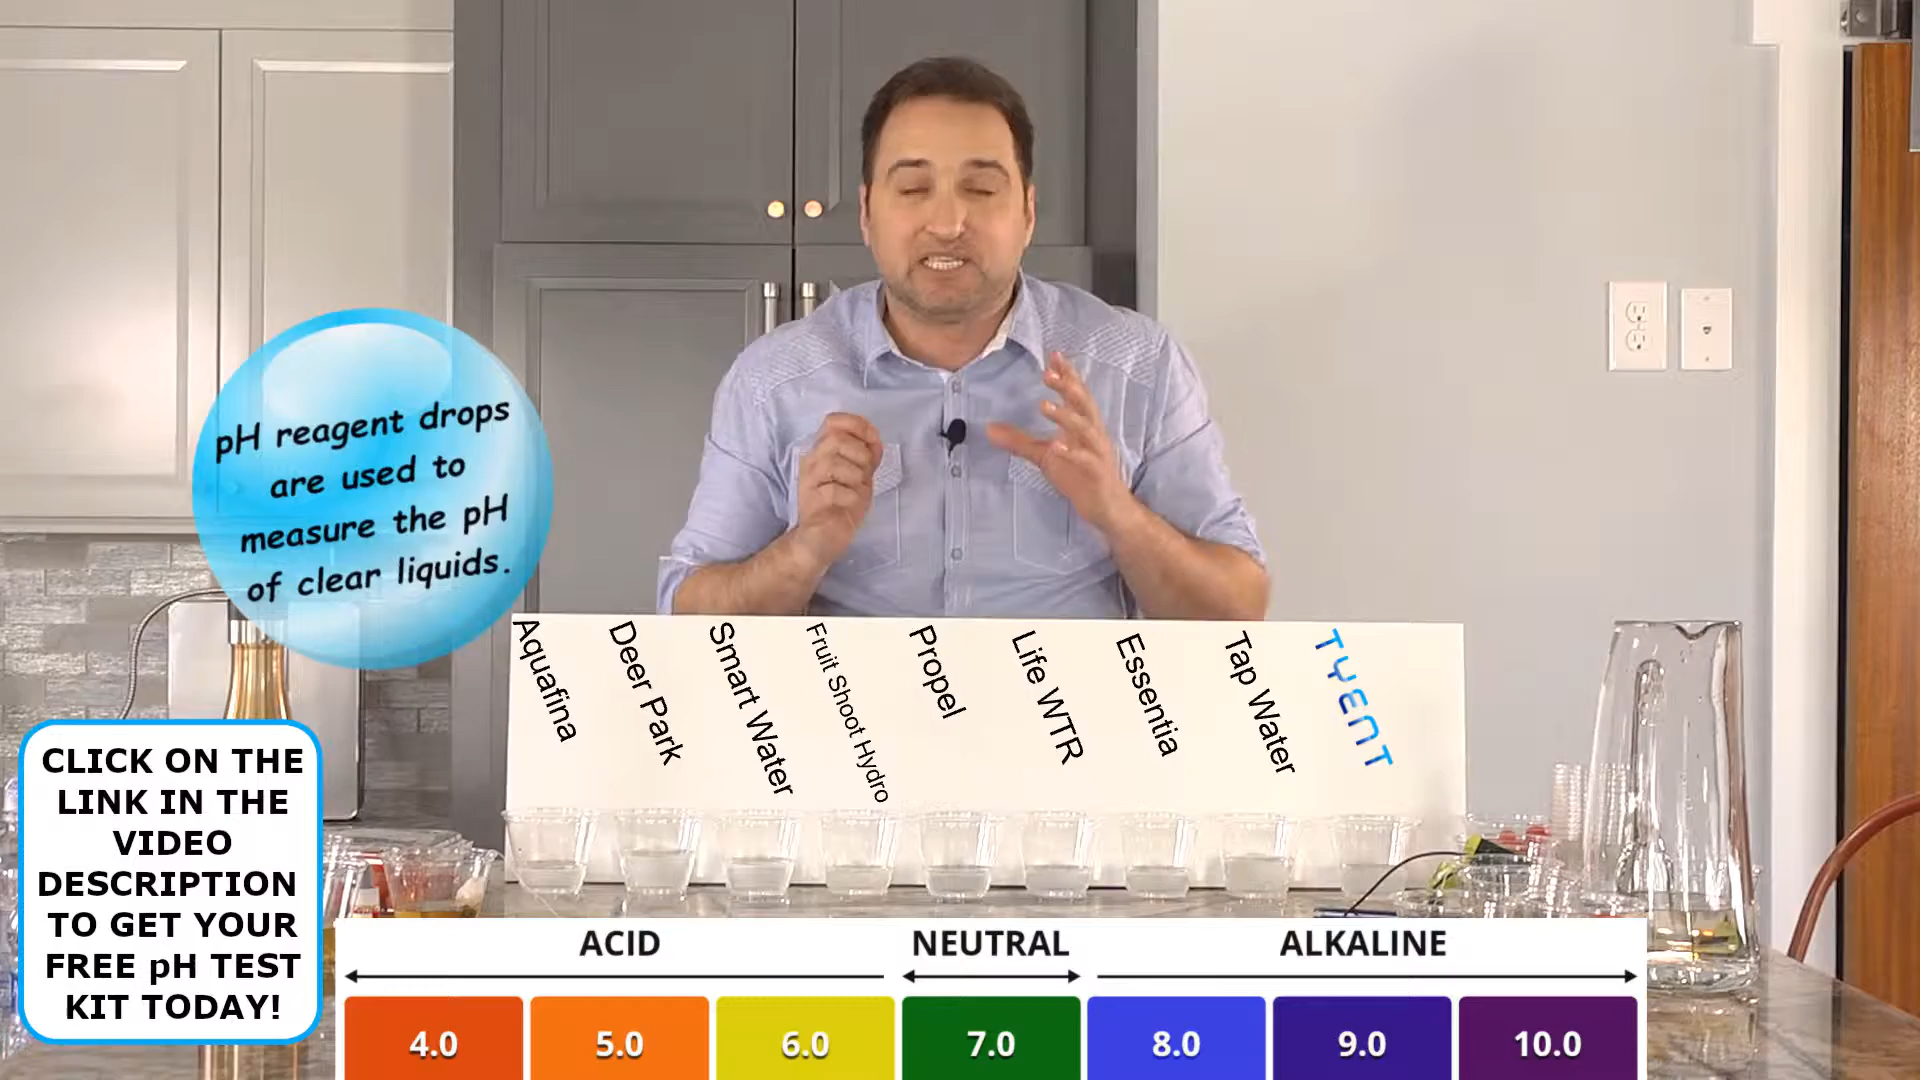 pH reagent drops
are used to
measure the pH
of clear liquids.
Aquafina
Deer Park
Smart Water
Fruit Shoot Hydro
Propel
Life WTR
Essentia
Tap Water
TYENT
CLICK ON THE
LINK IN THE
VIDEO
DESCRIPTION
TO GET YOUR
FREE pH TEST
KIT TODAY!
ACID NEUTRAL ALKALINE
4.0 5.0 6.0 7.0 8.0 9.0 10.0